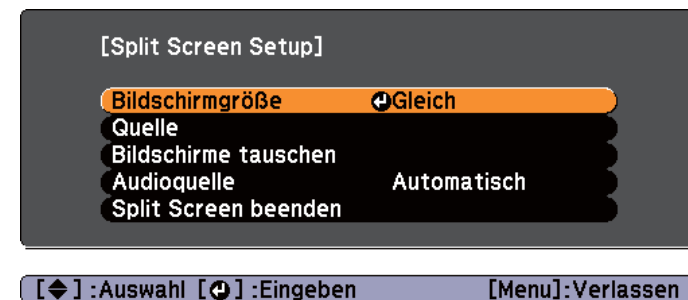 [Split Screen Setup]
Bildschirmgröße Gleich
Quelle
Bildschirme tauschen
Audioquelle Automatisch
Split Screen beenden
[◆] :Auswahl [⏎] :Eingeben [Menu]:Verlassen